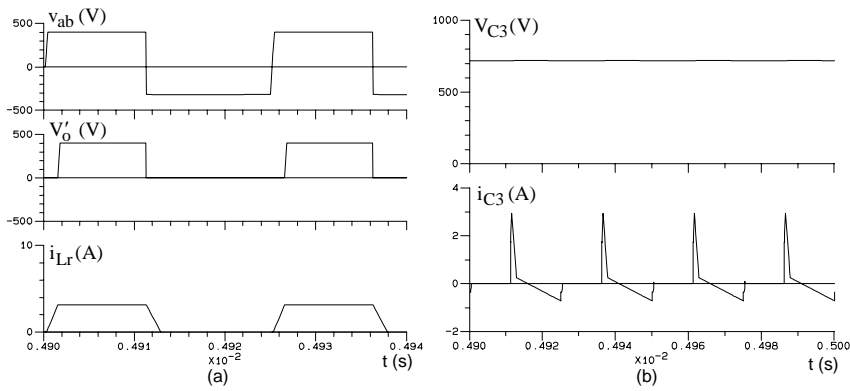 v_ab (V)
500
0
-500
V'_o (V)
500
0
-500
i_Lr(A)
10
0
0.490 0.491 0.492 0.493 0.494
x10⁻²
t (s)
(a)
V_C3(V)
1000
500
0
i_C3(A)
4
2
0
-2
0.490 0.492 0.494 0.496 0.498 0.500
x10⁻²
t (s)
(b)